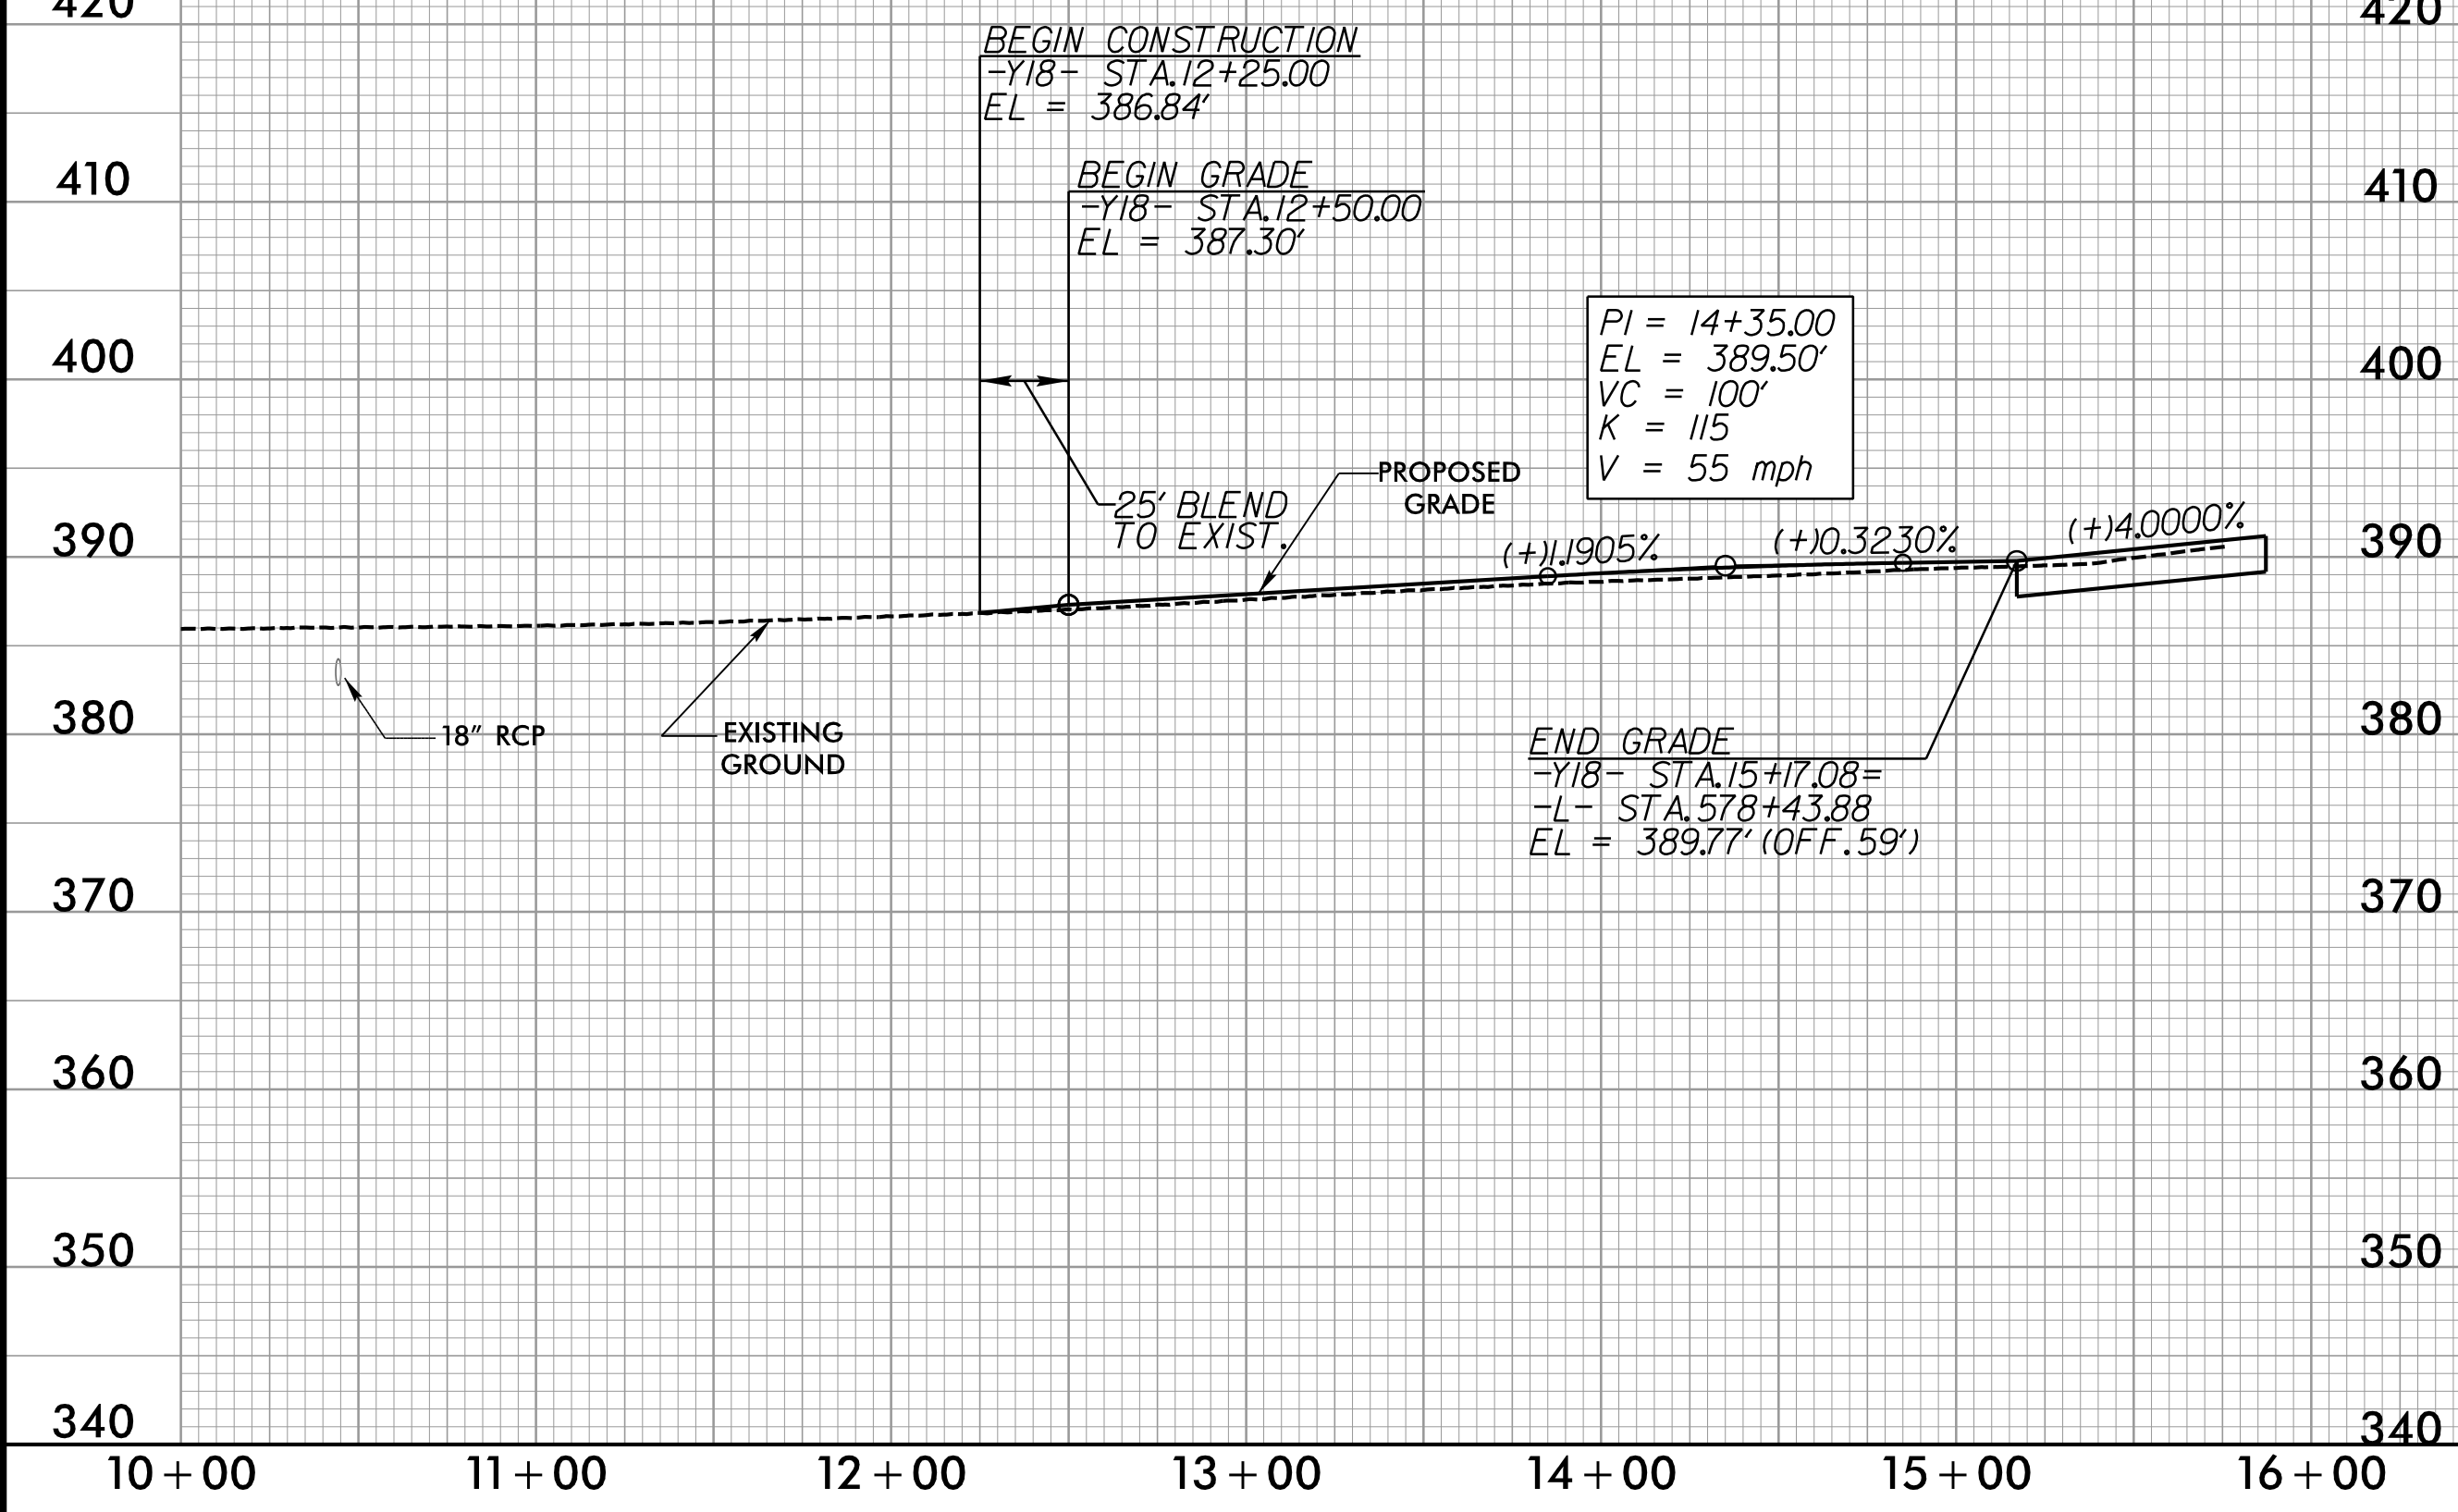 420
420
BEGIN CONSTRUCTION
-Y18- STA.12+25.00
EL = 386.84'
410
410
BEGIN GRADE
-Y18- STA.12+50.00
EL = 387.30'
PI = 14+35.00
EL = 389.50'
VC = 100'
K = 115
V = 55 mph
400
400
PROPOSED
GRADE
25' BLEND
TO EXIST.
(+)1.1905%
(+)0.3230%
(+)4.0000%
390
390
380
380
18" RCP
EXISTING
GROUND
END GRADE
-Y18- STA.15+17.08=
-L- STA.578+43.88
EL = 389.77' (OFF.59')
370
370
360
360
350
350
340
340
10+00 11+00 12+00 13+00 14+00 15+00 16+00